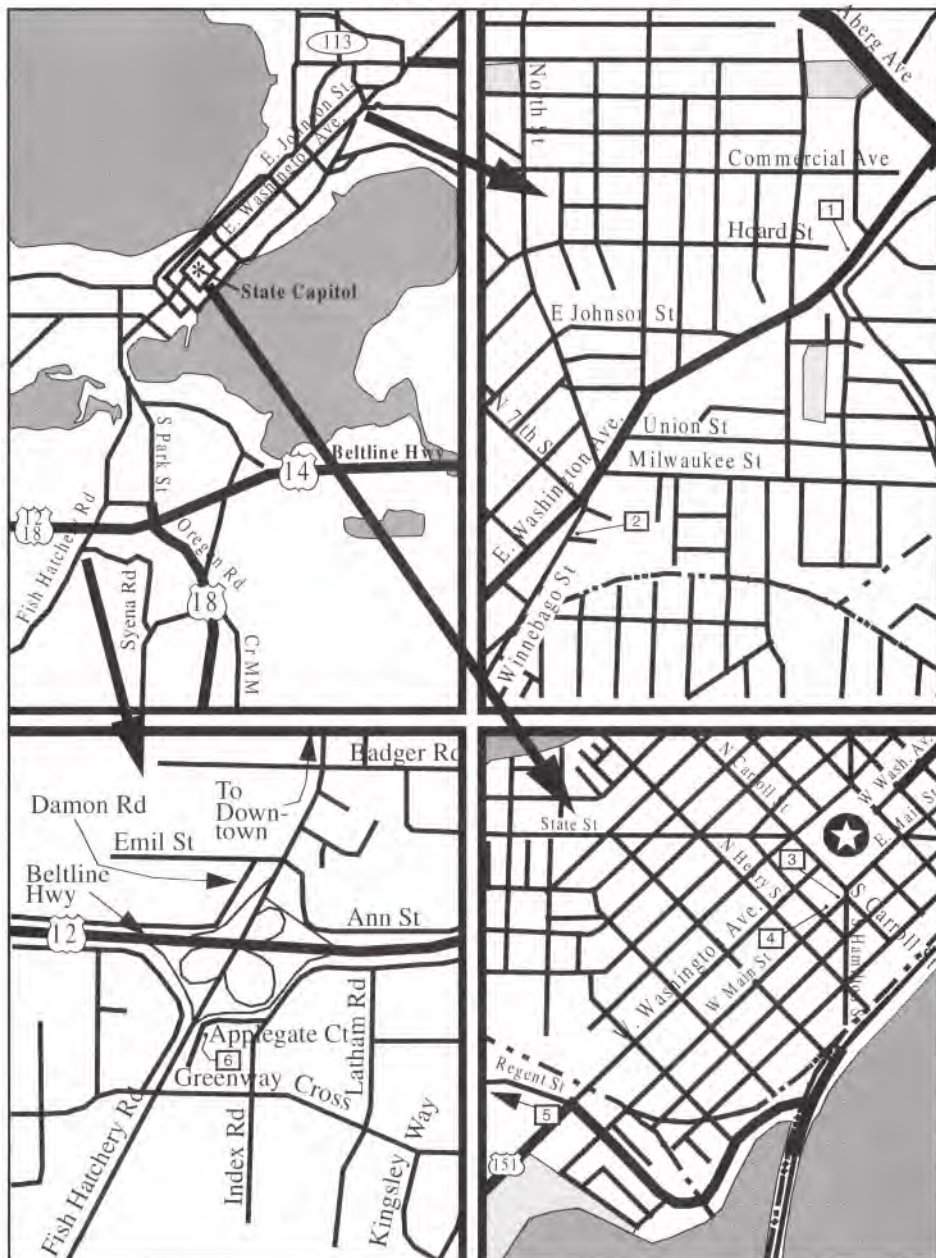 113
E. Johnson St.
E. Washington Ave.
*
State Capitol
S Park St
14
Beltline Hwy
12
18
Fish Hatchery Rd
Oregon Rd
18
Syena Rd
Cr MM
Aberg Ave
North St
Commercial Ave
1
Hoard St
E Johnson St
N 7th S
E. Washington Ave.
Union St
Milwaukee St
2
Winnebago St
Badger Rd
To
Down-
town
Damon Rd
Emil St
Beltline
Hwy
Ann St
12
Applegate Ct
6
Greenway Cross
Latham Rd
Index Rd
Fish Hatchery Rd
Kingsley Way
N Carroll St
W Wash. Av
E. Main St
State St
N Henry S
3
4
S Carroll
S Hamilton S
W. Washington Ave.
W Main St
Regent St
5
151